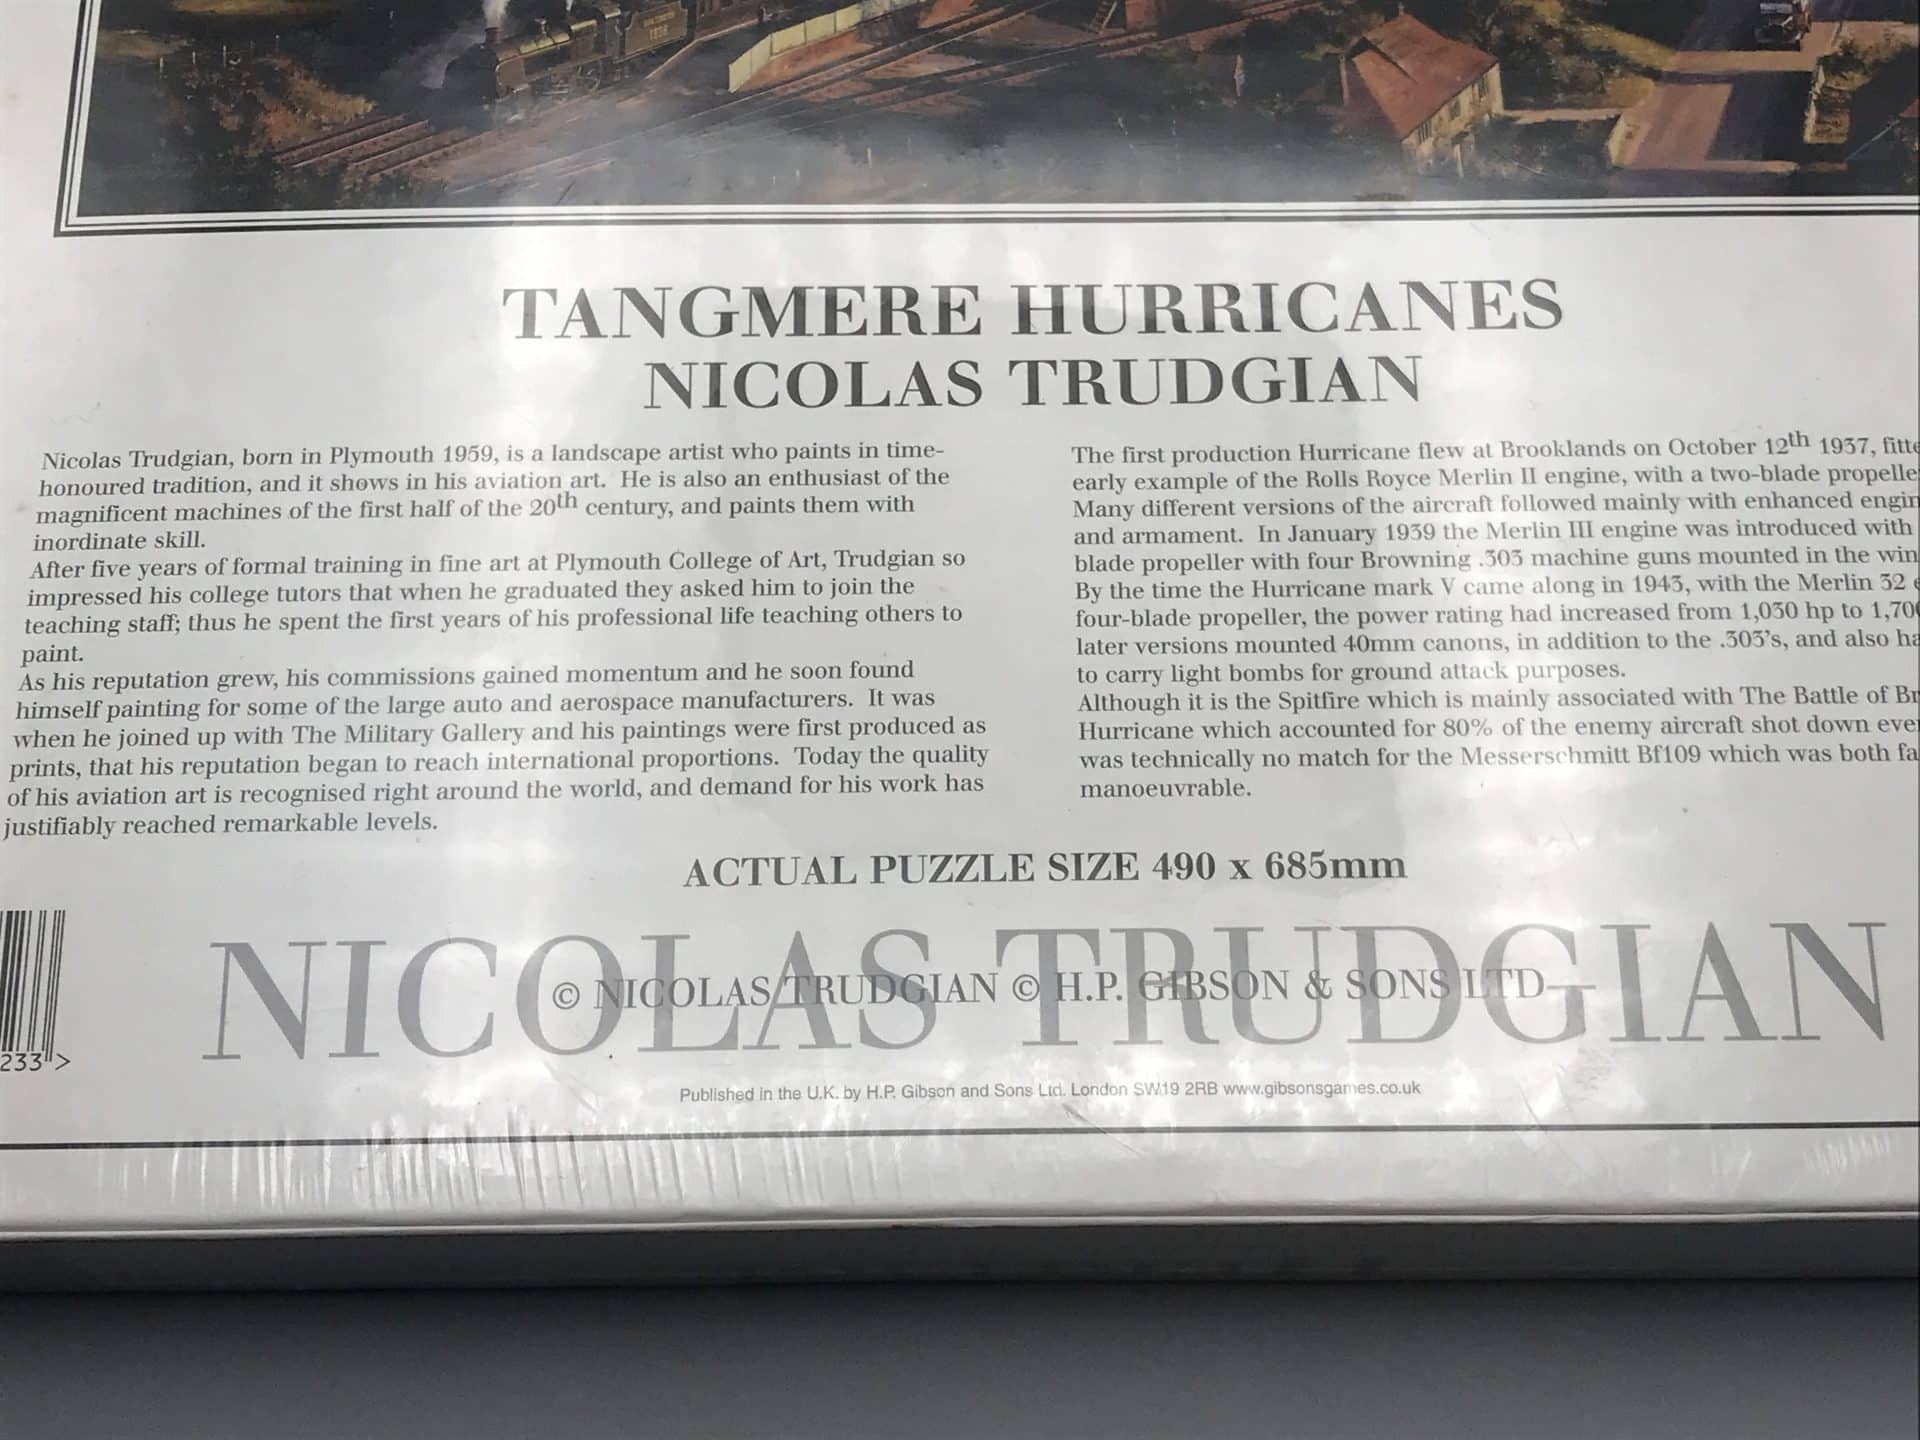 TANGMERE HURRICANES
NICOLAS TRUDGIAN
Nicolas Trudgian, born in Plymouth 1959, is a landscape artist who paints in time-
honoured tradition, and it shows in his aviation art. He is also an enthusiast of the
magnificent machines of the first half of the 20th century, and paints them with
inordinate skill.
After five years of formal training in fine art at Plymouth College of Art, Trudgian so
impressed his college tutors that when he graduated they asked him to join the
teaching staff; thus he spent the first years of his professional life teaching others to
paint.
As his reputation grew, his commissions gained momentum and he soon found
himself painting for some of the large auto and aerospace manufacturers. It was
when he joined up with The Military Gallery and his paintings were first produced as
prints, that his reputation began to reach international proportions. Today the quality
of his aviation art is recognised right around the world, and demand for his work has
justifiably reached remarkable levels.
The first production Hurricane flew at Brooklands on October 12th 1937, fitte
early example of the Rolls Royce Merlin II engine, with a two-blade propelle
Many different versions of the aircraft followed mainly with enhanced engin
and armament. In January 1939 the Merlin III engine was introduced with
blade propeller with four Browning .303 machine guns mounted in the win
By the time the Hurricane mark V came along in 1943, with the Merlin 32
four-blade propeller, the power rating had increased from 1,030 hp to 1,70
later versions mounted 40mm canons, in addition to the .303's, and also ha
to carry light bombs for ground attack purposes.
Although it is the Spitfire which is mainly associated with The Battle of Br
Hurricane which accounted for 80% of the enemy aircraft shot down eve
was technically no match for the Messerschmitt Bf109 which was both fa
manoeuvrable.
ACTUAL PUZZLE SIZE 490 x 685mm
NICOLAS TRUDGIAN
© NICOLAS TRUDGIAN © H.P. GIBSON & SONS LTD
233 >
Published in the U.K. by H.P. Gibson and Sons Ltd. London SW19 2RB www.gibsonsgames.co.uk